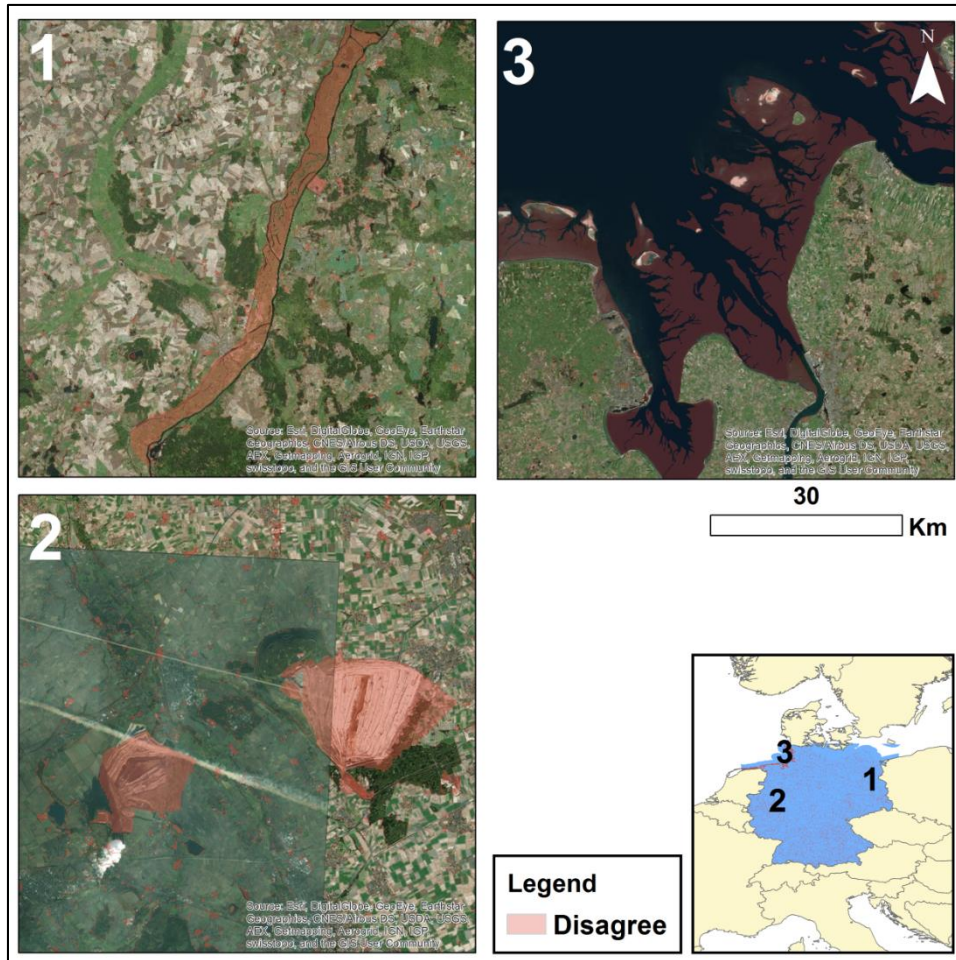 1
Source: Esri, DigitalGlobe, GeoEye, Earthstar
Geographics, CNES/Airbus DS, USDA, USGS,
AEX, Getmapping, Aerogrid, IGN, IGP,
swisstopo, and the GIS User Community
3
N
Source: Esri, DigitalGlobe, GeoEye, Earthstar
Geographics, CNES/Airbus DS, USDA, USGS,
AEX, Getmapping, Aerogrid, IGN, IGP,
swisstopo, and the GIS User Community
30
Km
2
Source: Esri, DigitalGlobe, GeoEye, Earthstar
Geographics, CNES/Airbus DS, USDA, USGS,
AEX, Getmapping, Aerogrid, IGN, IGP,
swisstopo, and the GIS User Community
Legend
Disagree
3
1
2